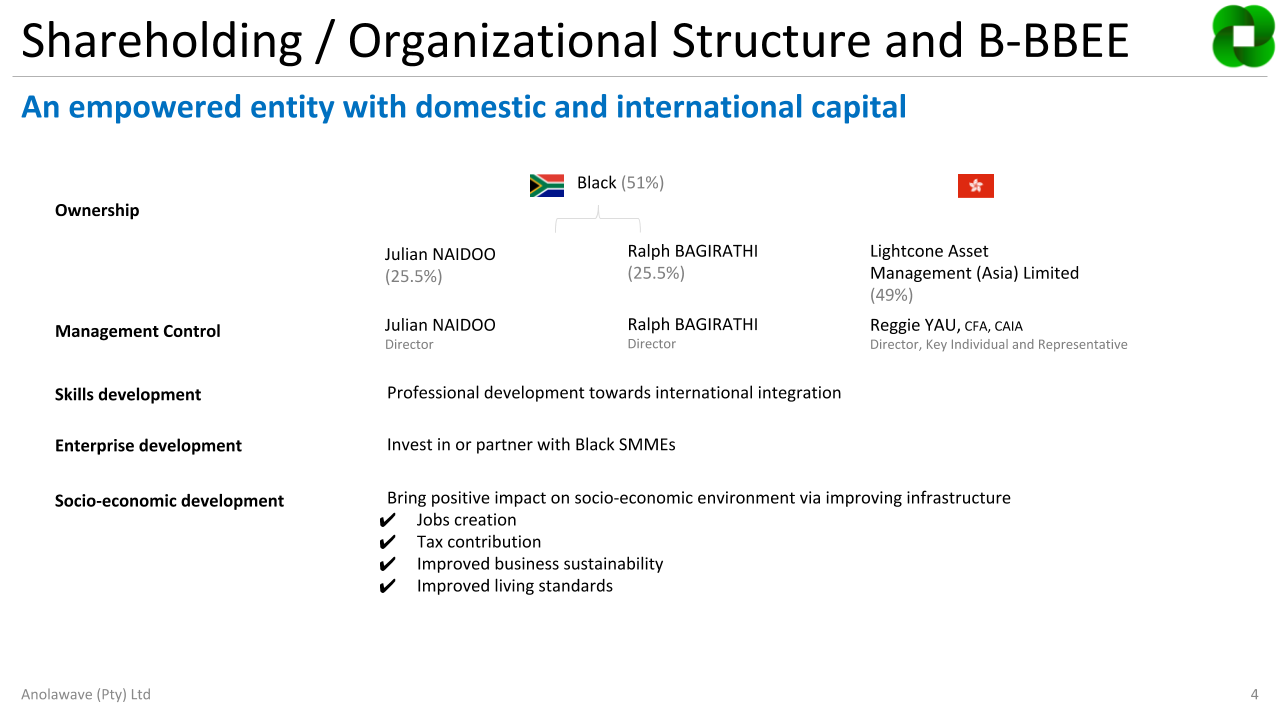 Shareholding / Organizational Structure and B-BBEE
An empowered entity with domestic and international capital
Black (51%)
Ownership
Julian NAIDOO
(25.5%)
Ralph BAGIRATHI
(25.5%)
Lightcone Asset
Management (Asia) Limited
(49%)
Management Control
Julian NAIDOO
Director
Ralph BAGIRATHI
Director
Reggie YAU, CFA, CAIA
Director, Key Individual and Representative
Skills development
Professional development towards international integration
Enterprise development
Invest in or partner with Black SMMEs
Socio-economic development
Bring positive impact on socio-economic environment via improving infrastructure
✔ Jobs creation
✔ Tax contribution
✔ Improved business sustainability
✔ Improved living standards
Anolawave (Pty) Ltd
4